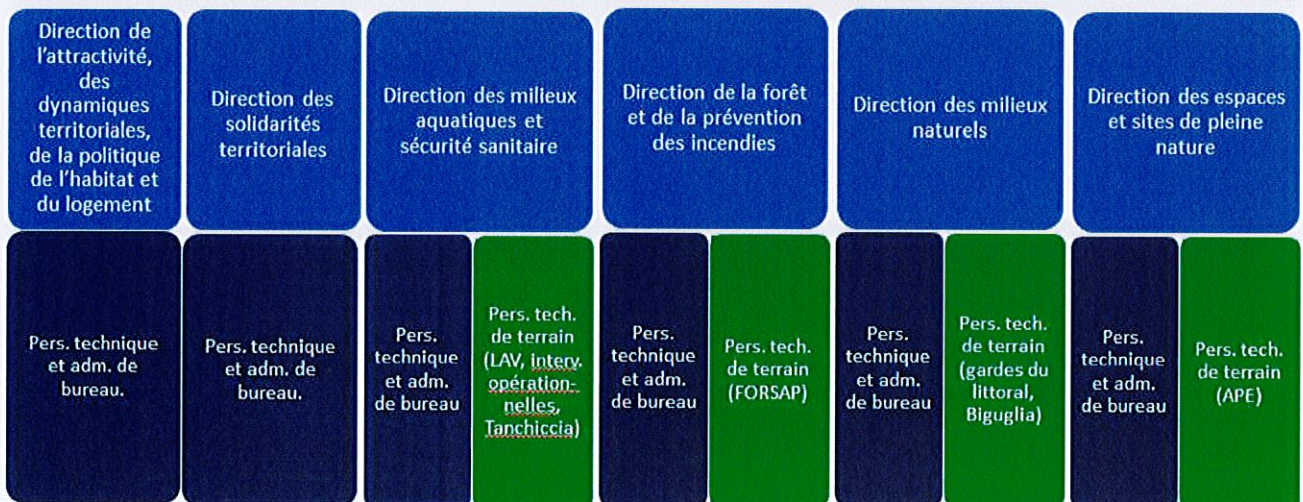 Direction de
l'attractivité,
des
dynamiques
territoriales,
de la politique
de l'habitat et
du logement
Direction des
solidarités
territoriales
Direction des milieux
aquatiques et
sécurité sanitaire
Direction de la forêt
et de la prévention
des incendies
Direction des milieux
naturels
Direction des espaces
et sites de pleine
nature
Pers. technique
et adm. de
bureau.
Pers. technique
et adm. de
bureau.
Pers.
technique
et adm.
de bureau
Pers. tech.
de terrain
(LAV, interv.
opération-
nelles,
Tanchiccia)
Pers.
technique
et adm.
de bureau
Pers. tech.
de terrain
(FORSAP)
Pers.
technique
et adm.
de bureau
Pers. tech.
de terrain
(gardes du
littoral,
Biguglia)
Pers.
technique
et adm.
de bureau
Pers. tech.
de terrain
(APE)